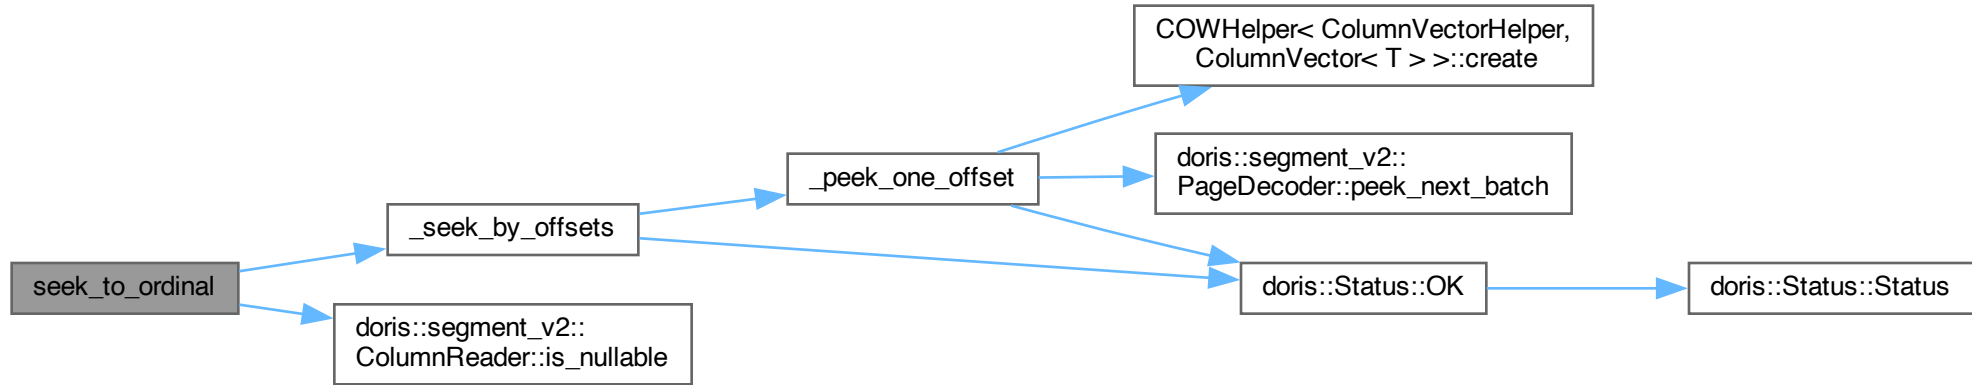 COWHelper< ColumnVectorHelper,
ColumnVector< T > >::create
doris::segment_v2::
PageDecoder::peek_next_batch
_peek_one_offset
_seek_by_offsets
seek_to_ordinal
doris::Status::OK
doris::Status::Status
doris::segment_v2::
ColumnReader::is_nullable